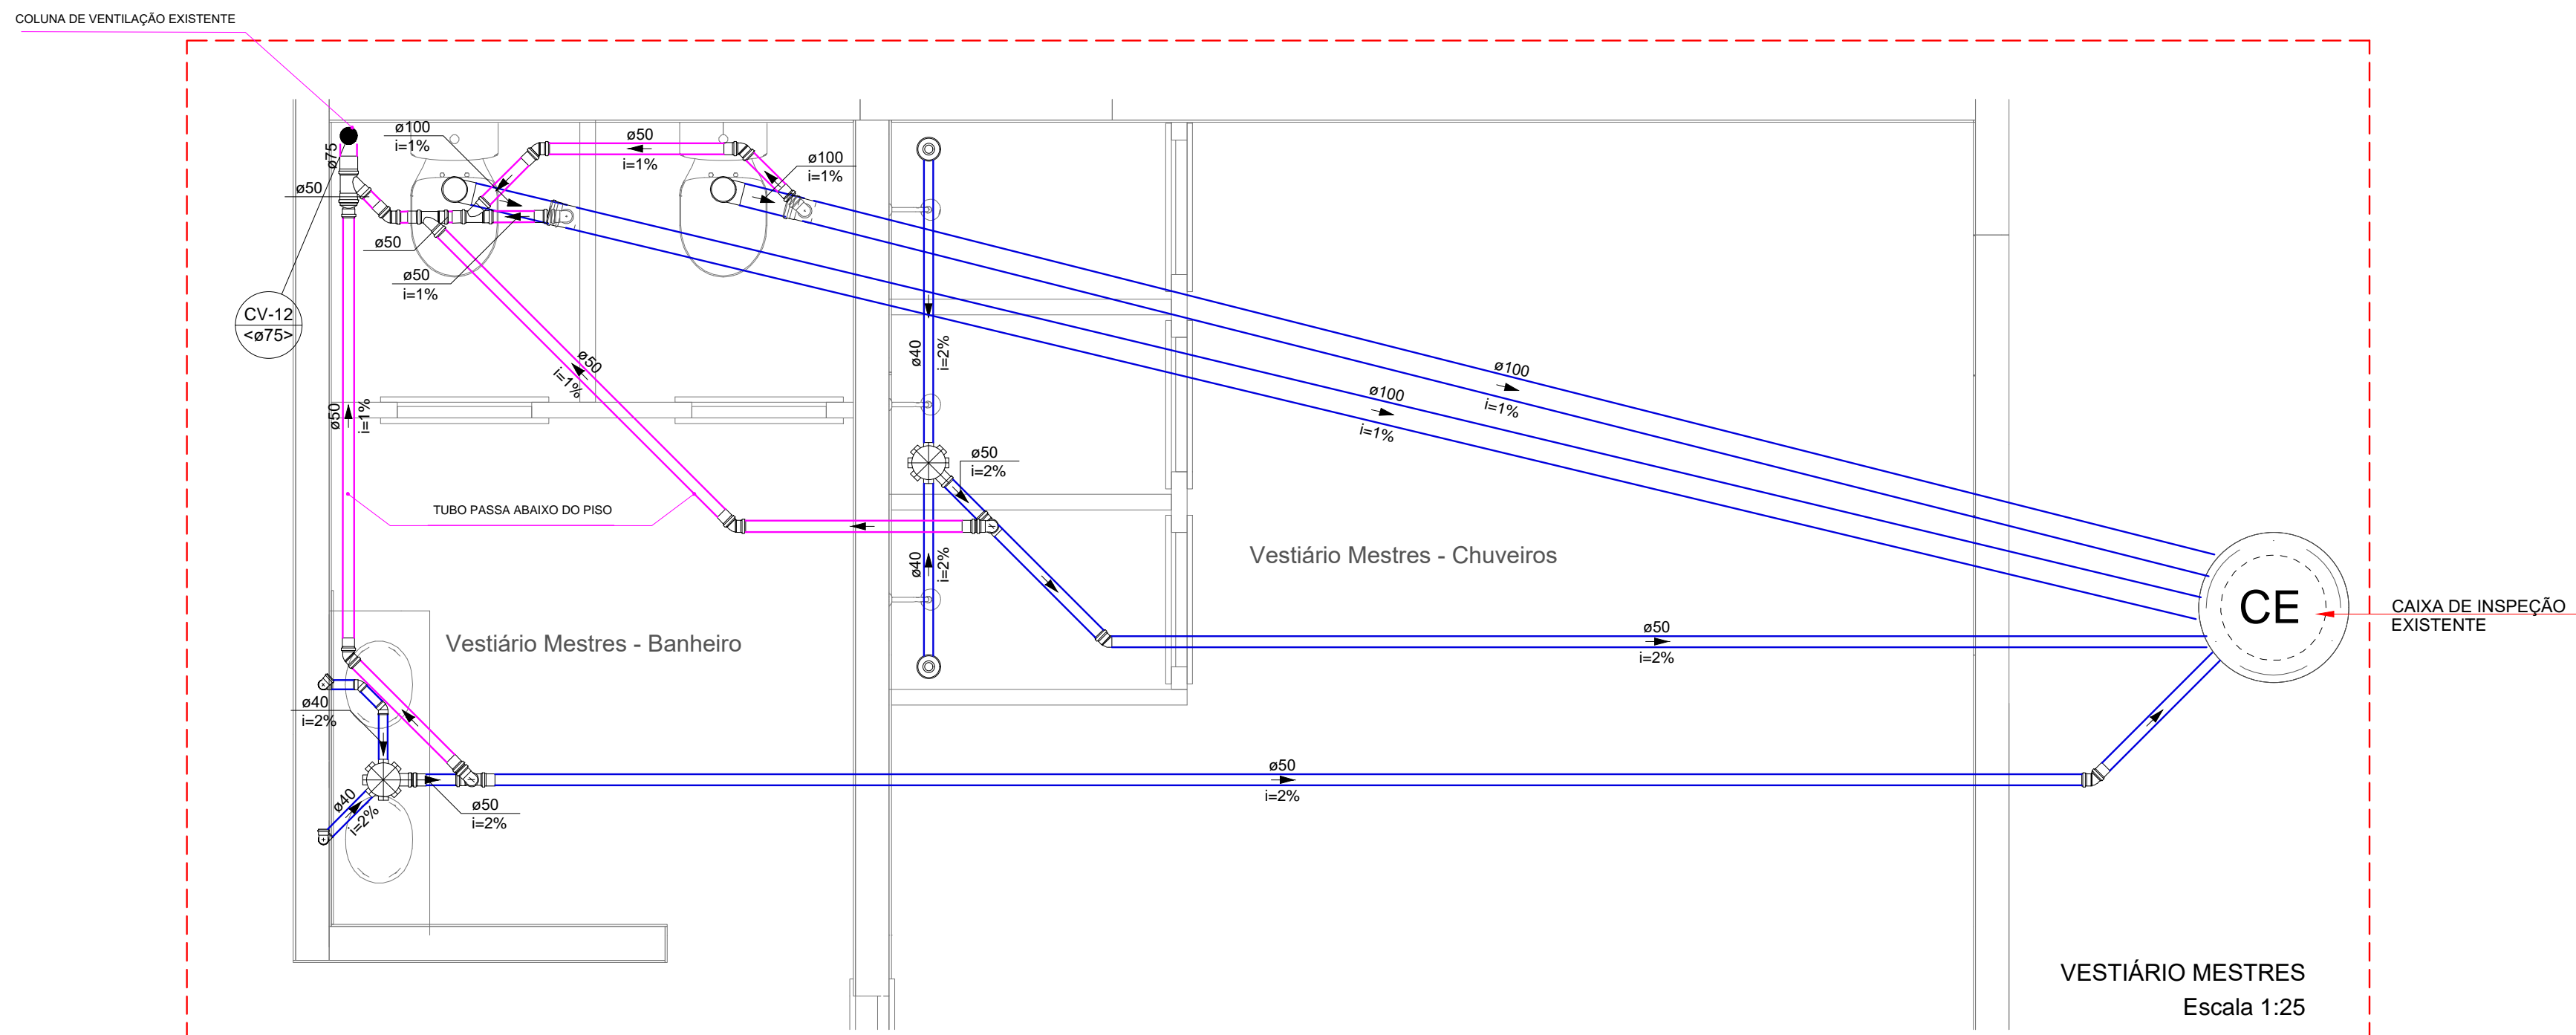 COLUNA DE VENTILAÇÃO EXISTENTE
ø100
i=1%
ø50
i=1%
ø100
i=1%
ø75
ø50
ø50
ø50
i=1%
CV-12
<ø75>
ø50
i=1%
ø50
i=1%
ø40
i=2%
ø100
i=1%
ø100
i=1%
ø50
i=2%
TUBO PASSA ABAIXO DO PISO
ø40
i=2%
Vestiário Mestres - Chuveiros
Vestiário Mestres - Banheiro
CE
CAIXA DE INSPEÇÃO
EXISTENTE
ø50
i=2%
ø40
i=2%
ø50
i=2%
ø40
i=2%
ø50
i=2%
VESTIÁRIO MESTRES
Escala 1:25